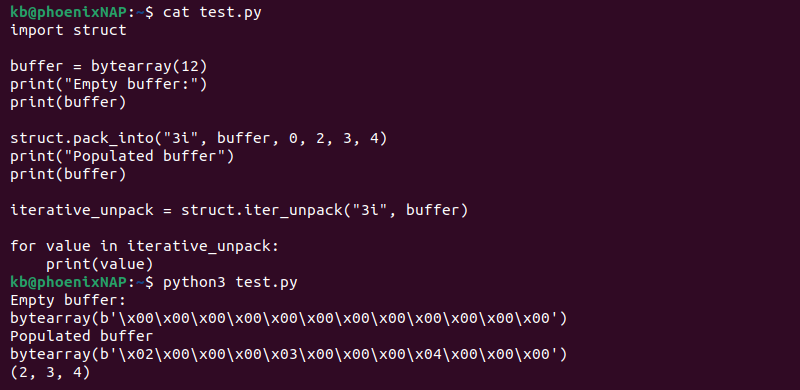 kb@phoenixNAP:~$ cat test.py
import struct

buffer = bytearray(12)
print("Empty buffer:")
print(buffer)

struct.pack_into("3i", buffer, 0, 2, 3, 4)
print("Populated buffer")
print(buffer)

iterative_unpack = struct.iter_unpack("3i", buffer)

for value in iterative_unpack:
    print(value)
kb@phoenixNAP:~$ python3 test.py
Empty buffer:
bytearray(b'\x00\x00\x00\x00\x00\x00\x00\x00\x00\x00\x00\x00')
Populated buffer
bytearray(b'\x02\x00\x00\x00\x03\x00\x00\x00\x04\x00\x00\x00')
(2, 3, 4)